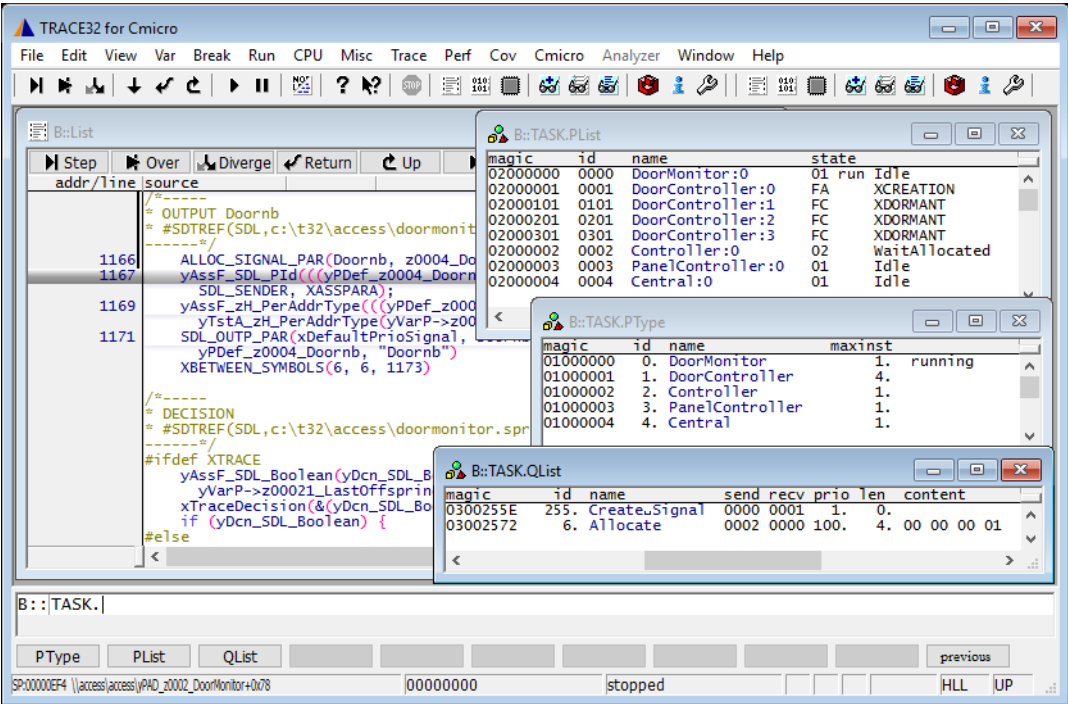 TRACE32 for Cmicro
File Edit View Var Break Run CPU Misc Trace Perf Cov Cmicro Analyzer Window Help
B::List
Step Over Diverge Return Up
addr/line source
/*-----
* OUTPUT Doornb
* #SDTREF(SDL,c:\t32\access\doormonit
------*/
1166 ALLOC_SIGNAL_PAR(Doornb, z0004_Do
1167 yAssF_SDL_PId(((yPDef_z0004_Doorn
SDL_SENDER, XASSPARA);
1169 yAssF_zH_PerAddrType(((yPDef_z000
yTstA_zH_PerAddrType(yVarP->z00
1171 SDL_OUTP_PAR(xDefaultPrioSignal,
yPDef_z0004_Doornb, "Doornb")
XBETWEEN_SYMBOLS(6, 6, 1173)
/*-----
* DECISION
* #SDTREF(SDL,c:\t32\access\doormonitor.spr
------*/
#ifdef XTRACE
yAssF_SDL_Boolean(yDcn_SDL_B
yVarP->z00021_LastOffsprin
xTraceDecision(&(yDcn_SDL_Bo
if (yDcn_SDL_Boolean) {
#else
B::TASK.PList
magic id name state
02000000 0000 DoorMonitor:0 01 run Idle
02000001 0001 DoorController:0 FA XCREATION
02000101 0101 DoorController:1 FC XDORMANT
02000201 0201 DoorController:2 FC XDORMANT
02000301 0301 DoorController:3 FC XDORMANT
02000002 0002 Controller:0 02 WaitAllocated
02000003 0003 PanelController:0 01 Idle
02000004 0004 Central:0 01 Idle
B::TASK.PType
magic id name maxinst
01000000 0. DoorMonitor 1. running
01000001 1. DoorController 4.
01000002 2. Controller 1.
01000003 3. PanelController 1.
01000004 4. Central 1.
B::TASK.QList
magic id name send recv prio len content
0300255E 255. Create_Signal 0000 0001 1. 0.
03002572 6. Allocate 0002 0000 100. 4. 00 00 00 01
B::TASK.
PType PList QList previous
SP:00000EF4 \\access\access\yPAD_z0002_DoorMonitor+0x78 00000000 stopped HLL UP